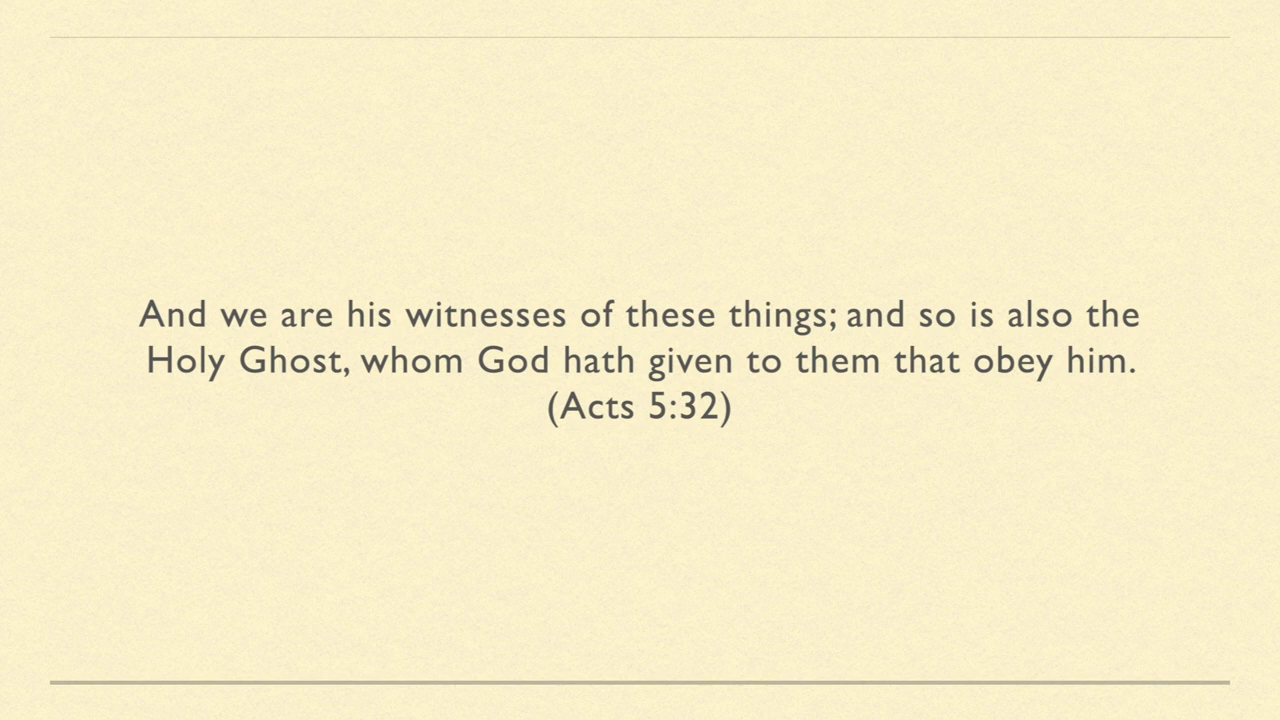 And we are his witnesses of these things; and so is also the
Holy Ghost, whom God hath given to them that obey him.
(Acts 5:32)